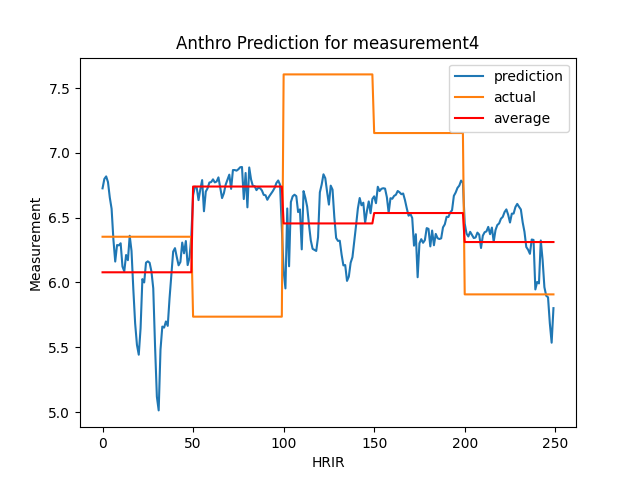 Anthro Prediction for measurement4
prediction
actual
average
Measurement
7.5
7.0
6.5
6.0
5.5
5.0
0
50
100
150
200
250
HRIR